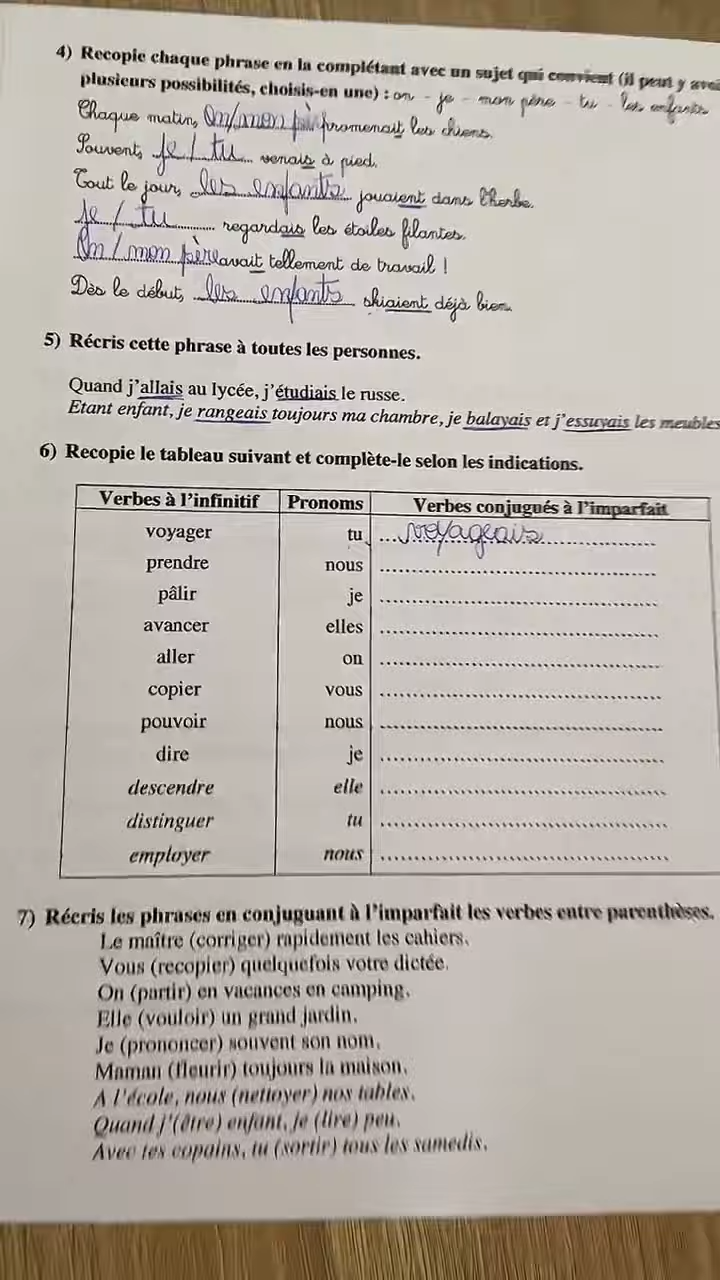 4) Recopie chaque phrase en la complétant avec un sujet qui convient (il peut y avoi
plusieurs possibilités, choisis-en une) : on - je - mon père - tu - les enfants
Chaque matin, On/mon père promenait les chiens.
Souvent, je / tu venais à pied.
Tout le jour, les enfants jouaient dans l'herbe.
Je / tu regardais les étoiles filantes.
On / mon père avait tellement de travail !
Dès le début, les enfants skiaient déjà bien.
5) Récris cette phrase à toutes les personnes.
Quand j'allais au lycée, j'étudiais le russe.
Etant enfant, je rangeais toujours ma chambre, je balayais et j'essuyais les meubles
6) Recopie le tableau suivant et complète-le selon les indications.
Verbes à l'infinitif Pronoms Verbes conjugués à l'imparfait
voyager tu voyageais
prendre nous
pâlir je
avancer elles
aller on
copier vous
pouvoir nous
dire je
descendre elle
distinguer tu
employer nous
7) Récris les phrases en conjuguant à l'imparfait les verbes entre parenthèses.
Le maître (corriger) rapidement les cahiers.
Vous (recopier) quelquefois votre dictée.
On (partir) en vacances en camping.
Elle (vouloir) un grand jardin.
Je (prononcer) souvent son nom.
Maman (fleurir) toujours la maison.
A l'école, nous (nettoyer) nos tables.
Quand j'(être) enfant, je (lire) peu.
Avec tes copains, tu (sortir) tous les samedis.